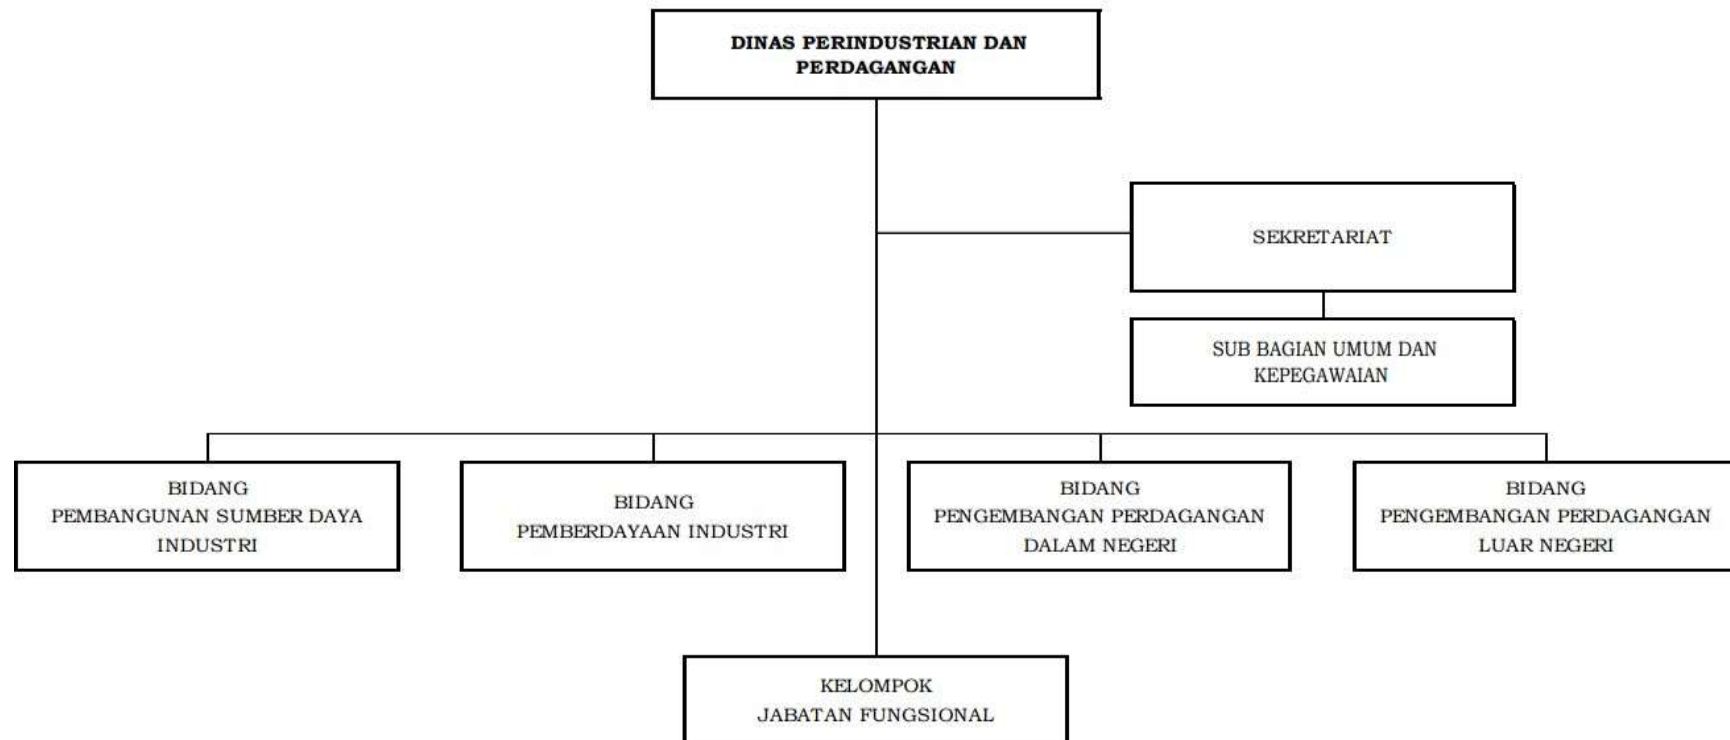 DINAS PERINDUSTRIAN DAN
PERDAGANGAN
SEKRETARIAT
SUB BAGIAN UMUM DAN
KEPEGAWAIAN
BIDANG
PEMBANGUNAN SUMBER DAYA
INDUSTRI
BIDANG
PEMBERDAYAAN INDUSTRI
BIDANG
PENGEMBANGAN PERDAGANGAN
DALAM NEGERI
BIDANG
PENGEMBANGAN PERDAGANGAN
LUAR NEGERI
KELOMPOK
JABATAN FUNGSIONAL